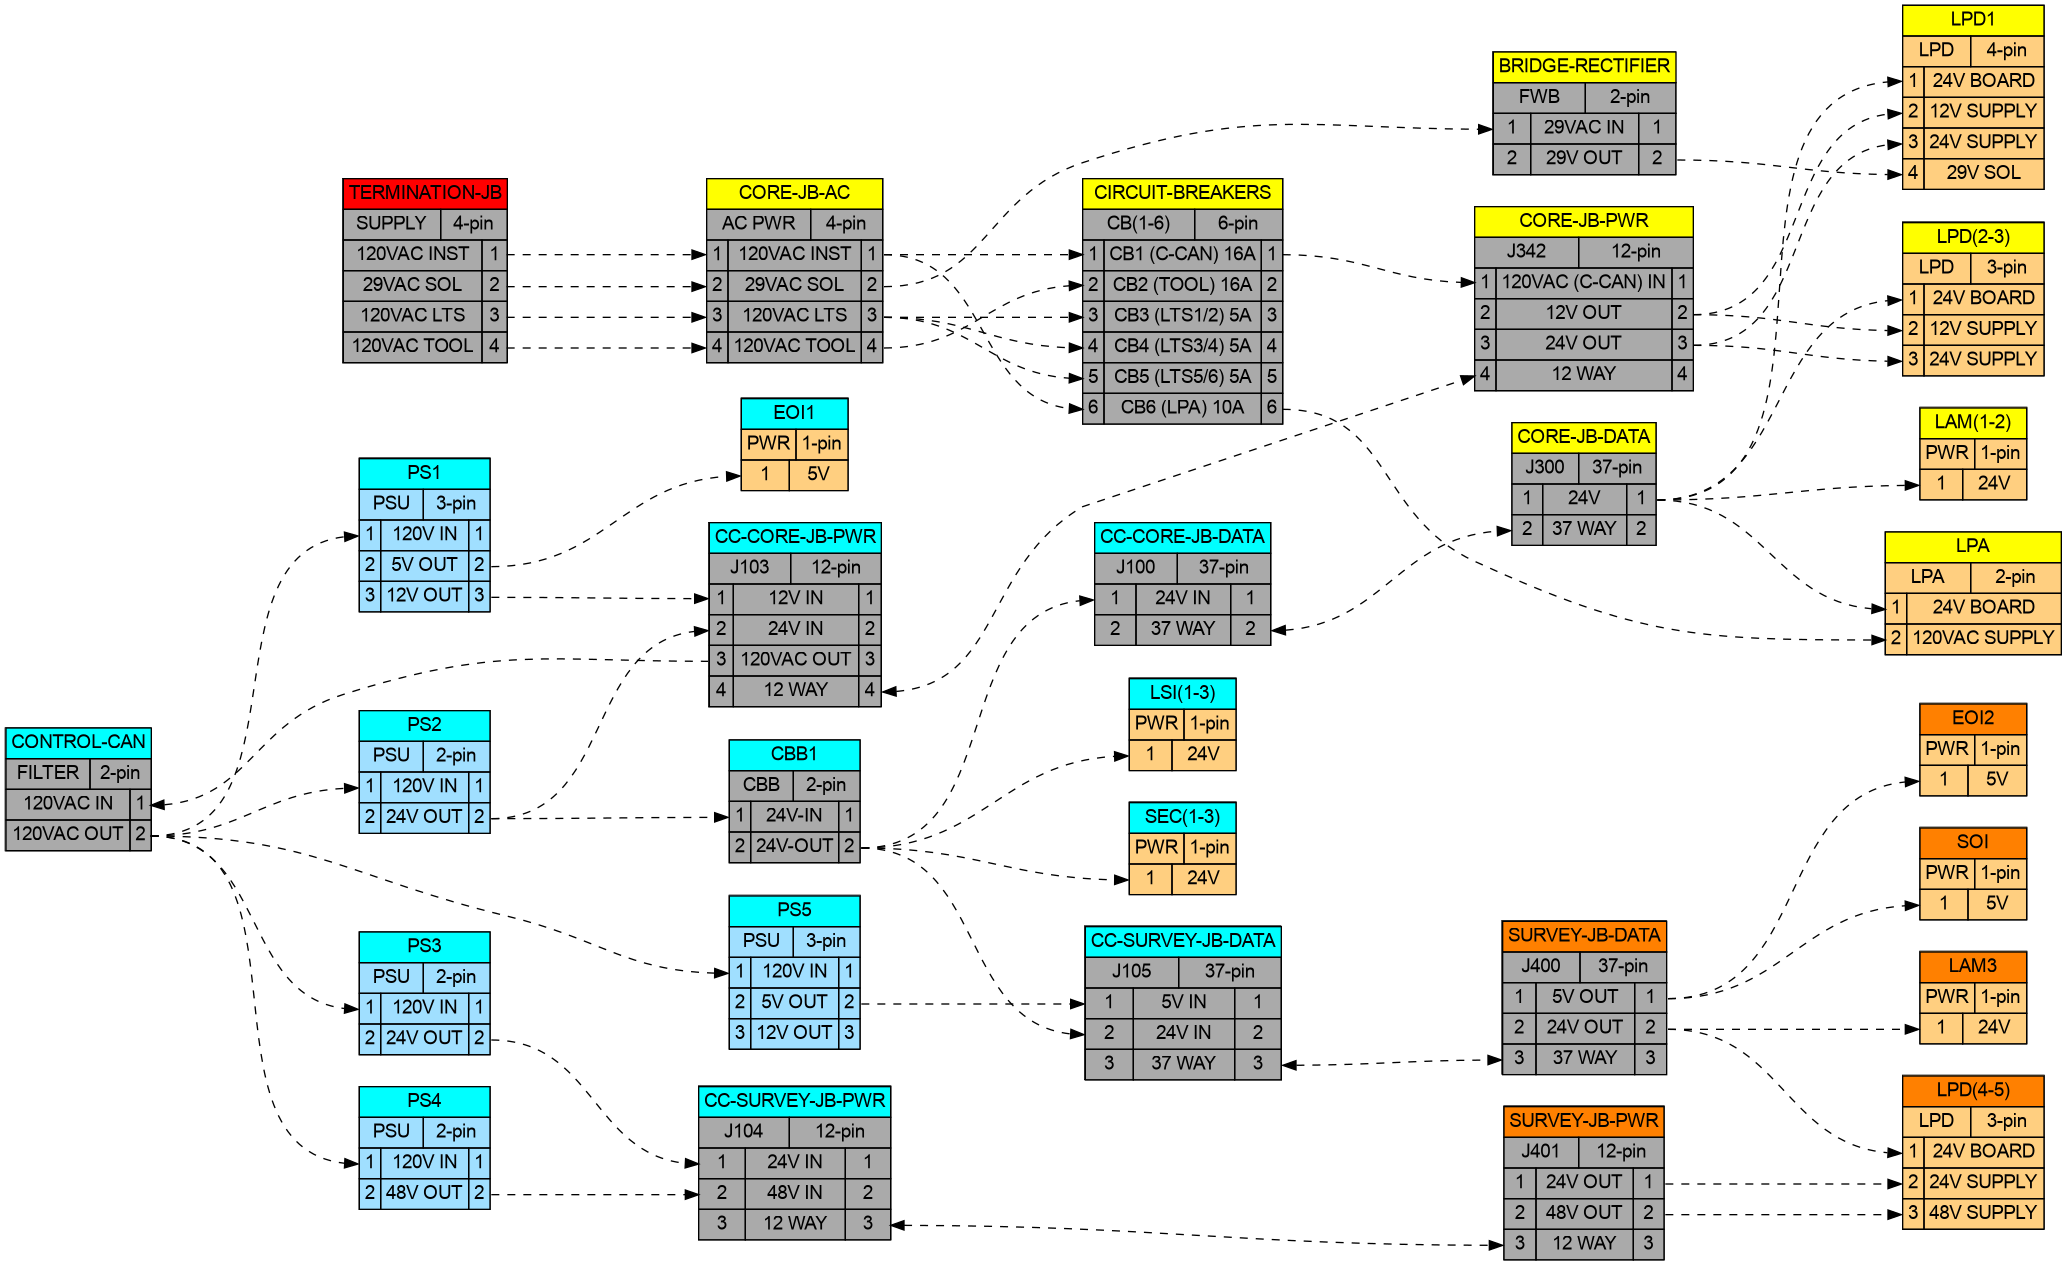 TERMINATION-JB
SUPPLY 4-pin
120VAC INST 1
29VAC SOL 2
120VAC LTS 3
120VAC TOOL 4
CORE-JB-AC
AC PWR 4-pin
1 120VAC INST 1
2 29VAC SOL 2
3 120VAC LTS 3
4 120VAC TOOL 4
CIRCUIT-BREAKERS
CB(1-6) 6-pin
1 CB1 (C-CAN) 16A 1
2 CB2 (TOOL) 16A 2
3 CB3 (LTS1/2) 5A 3
4 CB4 (LTS3/4) 5A 4
5 CB5 (LTS5/6) 5A 5
6 CB6 (LPA) 10A 6
BRIDGE-RECTIFIER
FWB 2-pin
1 29VAC IN 1
2 29V OUT 2
CORE-JB-PWR
J342 12-pin
1 120VAC (C-CAN) IN 1
2 12V OUT 2
3 24V OUT 3
4 12 WAY 4
CORE-JB-DATA
J300 37-pin
1 24V 1
2 37 WAY 2
LPD1
LPD 4-pin
1 24V BOARD
2 12V SUPPLY
3 24V SUPPLY
4 29V SOL
LPD(2-3)
LPD 3-pin
1 24V BOARD
2 12V SUPPLY
3 24V SUPPLY
LAM(1-2)
PWR 1-pin
1 24V
LPA
LPA 2-pin
1 24V BOARD
2 120VAC SUPPLY
CONTROL-CAN
FILTER 2-pin
120VAC IN 1
120VAC OUT 2
PS1
PSU 3-pin
1 120V IN 1
2 5V OUT 2
3 12V OUT 3
PS2
PSU 2-pin
1 120V IN 1
2 24V OUT 2
PS3
PSU 2-pin
1 120V IN 1
2 24V OUT 2
PS4
PSU 2-pin
1 120V IN 1
2 48V OUT 2
EOI1
PWR 1-pin
1 5V
CC-CORE-JB-PWR
J103 12-pin
1 12V IN 1
2 24V IN 2
3 120VAC OUT 3
4 12 WAY 4
CBB1
CBB 2-pin
1 24V-IN 1
2 24V-OUT 2
PS5
PSU 3-pin
1 120V IN 1
2 5V OUT 2
3 12V OUT 3
CC-SURVEY-JB-PWR
J104 12-pin
1 24V IN 1
2 48V IN 2
3 12 WAY 3
CC-CORE-JB-DATA
J100 37-pin
1 24V IN 1
2 37 WAY 2
LSI(1-3)
PWR 1-pin
1 24V
SEC(1-3)
PWR 1-pin
1 24V
CC-SURVEY-JB-DATA
J105 37-pin
1 5V IN 1
2 24V IN 2
3 37 WAY 3
SURVEY-JB-DATA
J400 37-pin
1 5V OUT 1
2 24V OUT 2
3 37 WAY 3
SURVEY-JB-PWR
J401 12-pin
1 24V OUT 1
2 48V OUT 2
3 12 WAY 3
EOI2
PWR 1-pin
1 5V
SOI
PWR 1-pin
1 5V
LAM3
PWR 1-pin
1 24V
LPD(4-5)
LPD 3-pin
1 24V BOARD
2 24V SUPPLY
3 48V SUPPLY